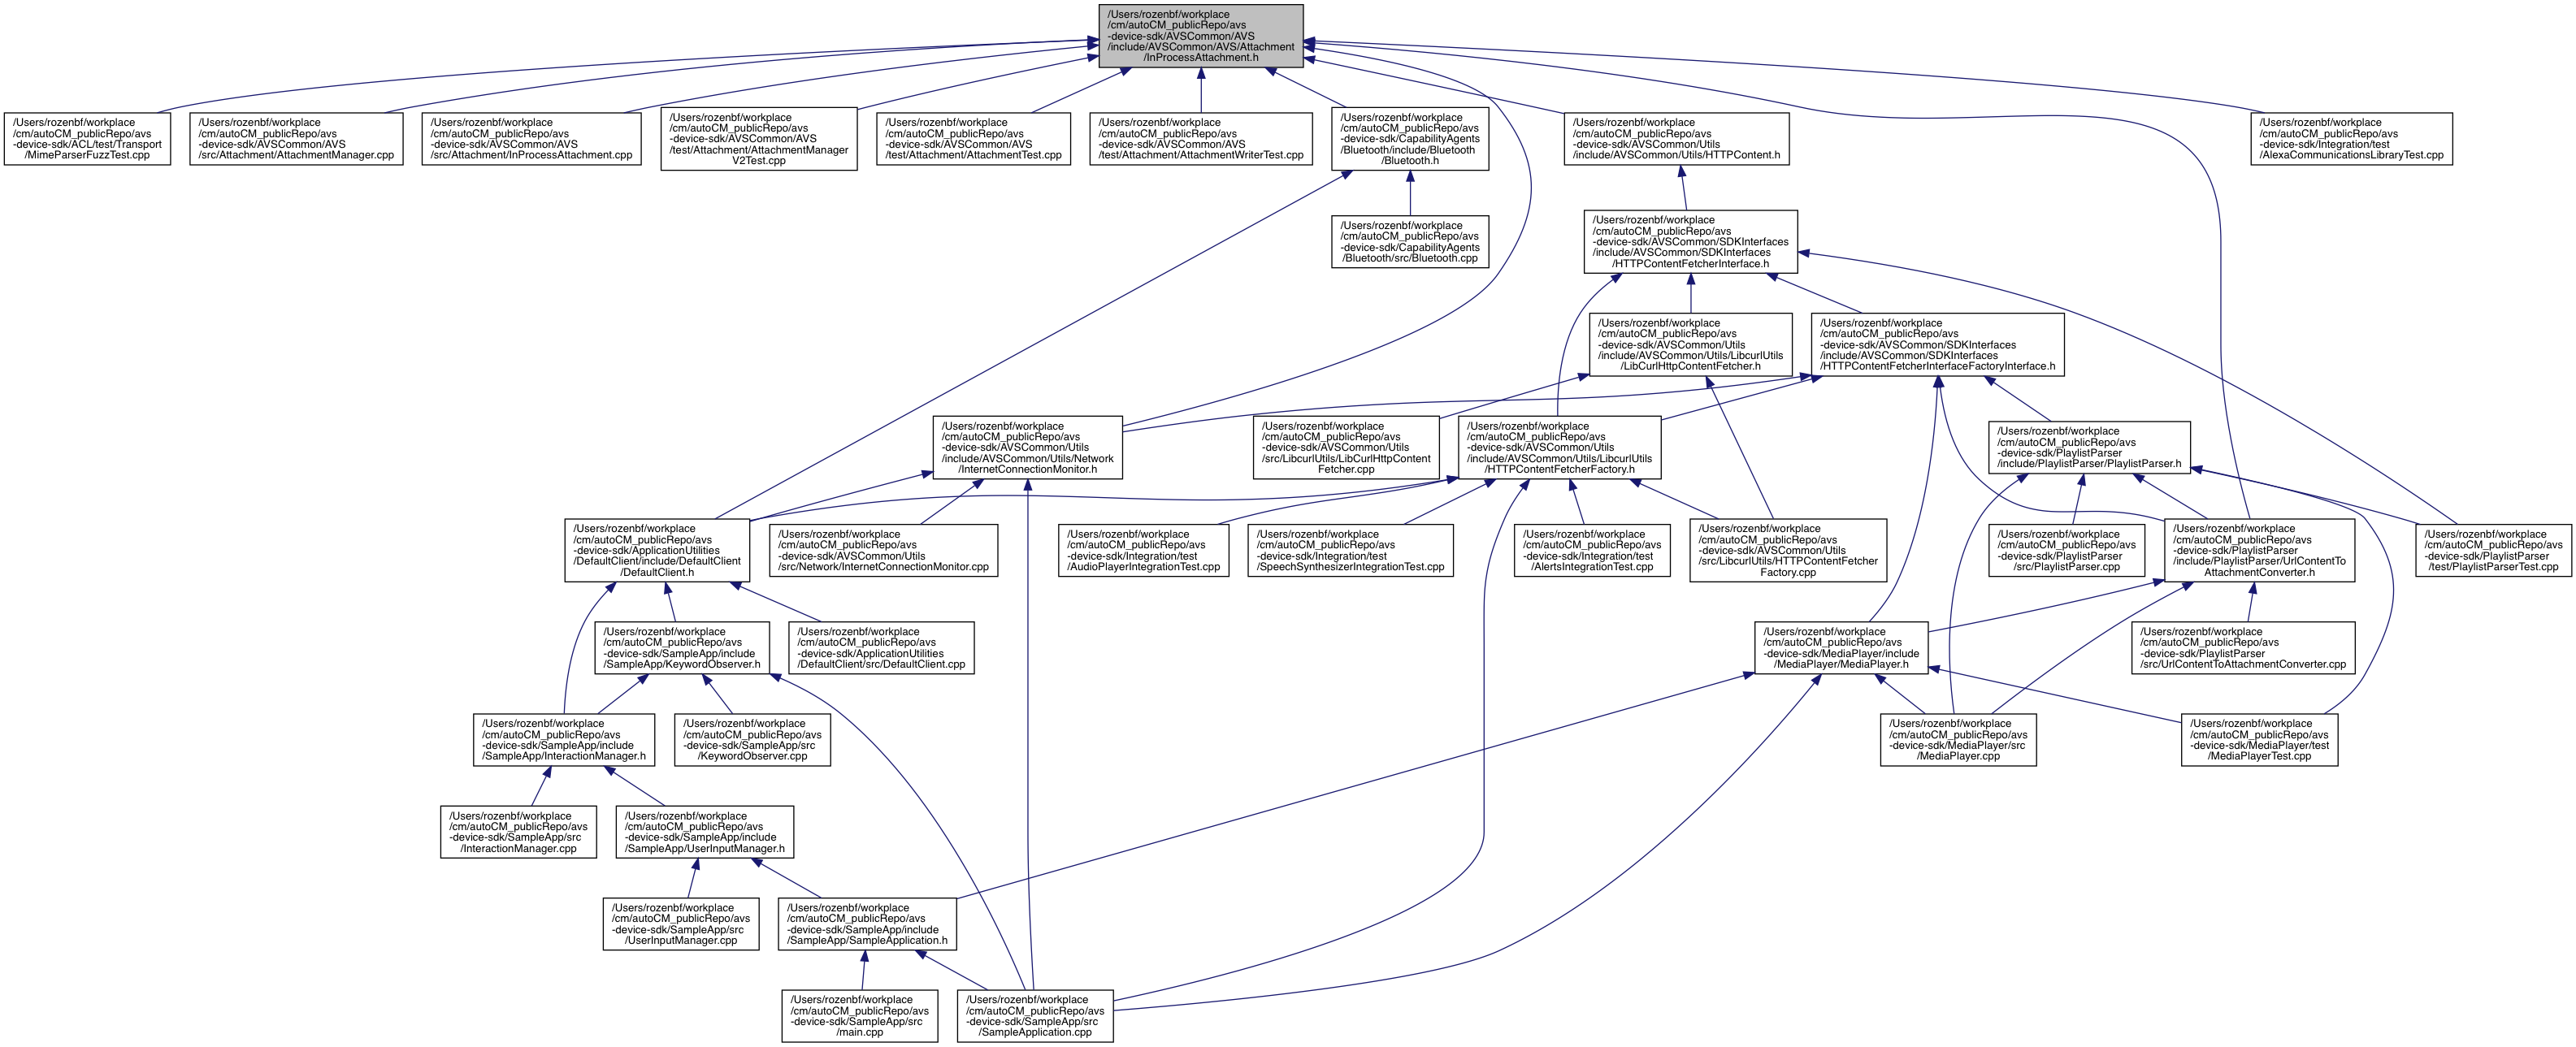 /Users/rozenbf/workplace
/cm/autoCM_publicRepo/avs
-device-sdk/AVSCommon/AVS
/include/AVSCommon/AVS/Attachment
/InProcessAttachment.h
/Users/rozenbf/workplace
/cm/autoCM_publicRepo/avs
-device-sdk/ACL/test/Transport
/MimeParserFuzzTest.cpp
/Users/rozenbf/workplace
/cm/autoCM_publicRepo/avs
-device-sdk/AVSCommon/AVS
/src/Attachment/AttachmentManager.cpp
/Users/rozenbf/workplace
/cm/autoCM_publicRepo/avs
-device-sdk/AVSCommon/AVS
/src/Attachment/InProcessAttachment.cpp
/Users/rozenbf/workplace
/cm/autoCM_publicRepo/avs
-device-sdk/AVSCommon/AVS
/test/Attachment/AttachmentManager
V2Test.cpp
/Users/rozenbf/workplace
/cm/autoCM_publicRepo/avs
-device-sdk/AVSCommon/AVS
/test/Attachment/AttachmentTest.cpp
/Users/rozenbf/workplace
/cm/autoCM_publicRepo/avs
-device-sdk/AVSCommon/AVS
/test/Attachment/AttachmentWriterTest.cpp
/Users/rozenbf/workplace
/cm/autoCM_publicRepo/avs
-device-sdk/CapabilityAgents
/Bluetooth/include/Bluetooth
/Bluetooth.h
/Users/rozenbf/workplace
/cm/autoCM_publicRepo/avs
-device-sdk/AVSCommon/Utils
/include/AVSCommon/Utils/HTTPContent.h
/Users/rozenbf/workplace
/cm/autoCM_publicRepo/avs
-device-sdk/Integration/test
/AlexaCommunicationsLibraryTest.cpp
/Users/rozenbf/workplace
/cm/autoCM_publicRepo/avs
-device-sdk/CapabilityAgents
/Bluetooth/src/Bluetooth.cpp
/Users/rozenbf/workplace
/cm/autoCM_publicRepo/avs
-device-sdk/AVSCommon/SDKInterfaces
/include/AVSCommon/SDKInterfaces
/HTTPContentFetcherInterface.h
/Users/rozenbf/workplace
/cm/autoCM_publicRepo/avs
-device-sdk/AVSCommon/Utils
/include/AVSCommon/Utils/LibcurlUtils
/LibCurlHttpContentFetcher.h
/Users/rozenbf/workplace
/cm/autoCM_publicRepo/avs
-device-sdk/AVSCommon/SDKInterfaces
/include/AVSCommon/SDKInterfaces
/HTTPContentFetcherInterfaceFactoryInterface.h
/Users/rozenbf/workplace
/cm/autoCM_publicRepo/avs
-device-sdk/AVSCommon/Utils
/include/AVSCommon/Utils/Network
/InternetConnectionMonitor.h
/Users/rozenbf/workplace
/cm/autoCM_publicRepo/avs
-device-sdk/AVSCommon/Utils
/src/LibcurlUtils/LibCurlHttpContent
Fetcher.cpp
/Users/rozenbf/workplace
/cm/autoCM_publicRepo/avs
-device-sdk/AVSCommon/Utils
/include/AVSCommon/Utils/LibcurlUtils
/HTTPContentFetcherFactory.h
/Users/rozenbf/workplace
/cm/autoCM_publicRepo/avs
-device-sdk/PlaylistParser
/include/PlaylistParser/PlaylistParser.h
/Users/rozenbf/workplace
/cm/autoCM_publicRepo/avs
-device-sdk/ApplicationUtilities
/DefaultClient/include/DefaultClient
/DefaultClient.h
/Users/rozenbf/workplace
/cm/autoCM_publicRepo/avs
-device-sdk/AVSCommon/Utils
/src/Network/InternetConnectionMonitor.cpp
/Users/rozenbf/workplace
/cm/autoCM_publicRepo/avs
-device-sdk/Integration/test
/AudioPlayerIntegrationTest.cpp
/Users/rozenbf/workplace
/cm/autoCM_publicRepo/avs
-device-sdk/Integration/test
/SpeechSynthesizerIntegrationTest.cpp
/Users/rozenbf/workplace
/cm/autoCM_publicRepo/avs
-device-sdk/Integration/test
/AlertsIntegrationTest.cpp
/Users/rozenbf/workplace
/cm/autoCM_publicRepo/avs
-device-sdk/AVSCommon/Utils
/src/LibcurlUtils/HTTPContentFetcher
Factory.cpp
/Users/rozenbf/workplace
/cm/autoCM_publicRepo/avs
-device-sdk/PlaylistParser
/src/PlaylistParser.cpp
/Users/rozenbf/workplace
/cm/autoCM_publicRepo/avs
-device-sdk/PlaylistParser
/include/PlaylistParser/UrlContentTo
AttachmentConverter.h
/Users/rozenbf/workplace
/cm/autoCM_publicRepo/avs
-device-sdk/PlaylistParser
/test/PlaylistParserTest.cpp
/Users/rozenbf/workplace
/cm/autoCM_publicRepo/avs
-device-sdk/SampleApp/include
/SampleApp/KeywordObserver.h
/Users/rozenbf/workplace
/cm/autoCM_publicRepo/avs
-device-sdk/ApplicationUtilities
/DefaultClient/src/DefaultClient.cpp
/Users/rozenbf/workplace
/cm/autoCM_publicRepo/avs
-device-sdk/MediaPlayer/include
/MediaPlayer/MediaPlayer.h
/Users/rozenbf/workplace
/cm/autoCM_publicRepo/avs
-device-sdk/PlaylistParser
/src/UrlContentToAttachmentConverter.cpp
/Users/rozenbf/workplace
/cm/autoCM_publicRepo/avs
-device-sdk/SampleApp/include
/SampleApp/InteractionManager.h
/Users/rozenbf/workplace
/cm/autoCM_publicRepo/avs
-device-sdk/SampleApp/src
/KeywordObserver.cpp
/Users/rozenbf/workplace
/cm/autoCM_publicRepo/avs
-device-sdk/MediaPlayer/src
/MediaPlayer.cpp
/Users/rozenbf/workplace
/cm/autoCM_publicRepo/avs
-device-sdk/MediaPlayer/test
/MediaPlayerTest.cpp
/Users/rozenbf/workplace
/cm/autoCM_publicRepo/avs
-device-sdk/SampleApp/src
/InteractionManager.cpp
/Users/rozenbf/workplace
/cm/autoCM_publicRepo/avs
-device-sdk/SampleApp/include
/SampleApp/UserInputManager.h
/Users/rozenbf/workplace
/cm/autoCM_publicRepo/avs
-device-sdk/SampleApp/src
/UserInputManager.cpp
/Users/rozenbf/workplace
/cm/autoCM_publicRepo/avs
-device-sdk/SampleApp/include
/SampleApp/SampleApplication.h
/Users/rozenbf/workplace
/cm/autoCM_publicRepo/avs
-device-sdk/SampleApp/src
/main.cpp
/Users/rozenbf/workplace
/cm/autoCM_publicRepo/avs
-device-sdk/SampleApp/src
/SampleApplication.cpp